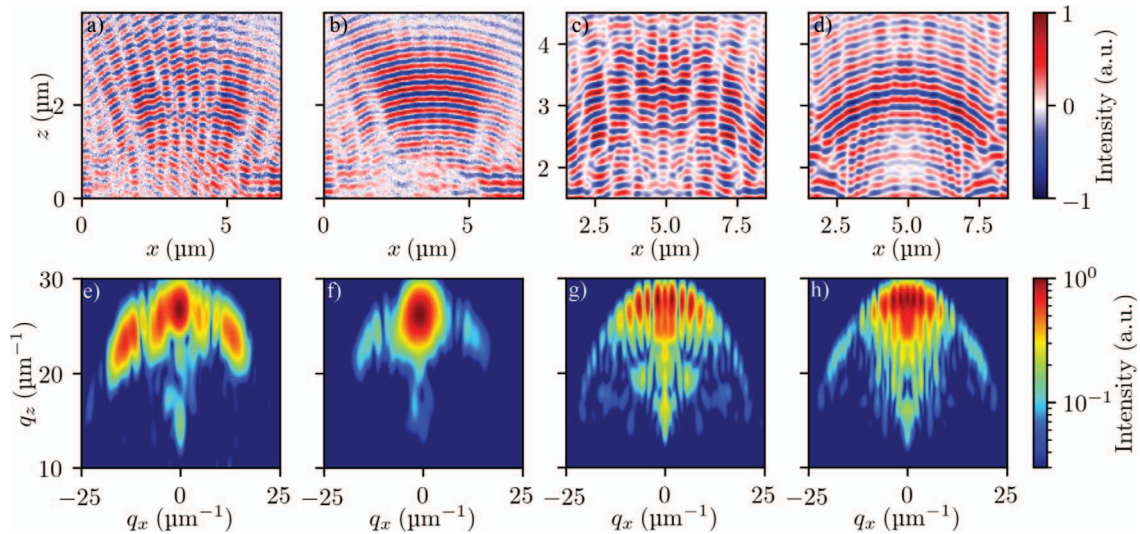 a)
b)
c)
d)
z (µm)
2
0
0
5
x (µm)
0
5
x (µm)
4
3
2
2.5
5.0
7.5
x (µm)
2.5
5.0
7.5
x (µm)
1
0
−1
Intensity (a.u.)
e)
f)
g)
h)
q_z (µm⁻¹)
30
20
10
−25
0
25
q_x (µm⁻¹)
−25
0
25
q_x (µm⁻¹)
−25
0
25
q_x (µm⁻¹)
−25
0
25
q_x (µm⁻¹)
10⁰
10⁻¹
Intensity (a.u.)